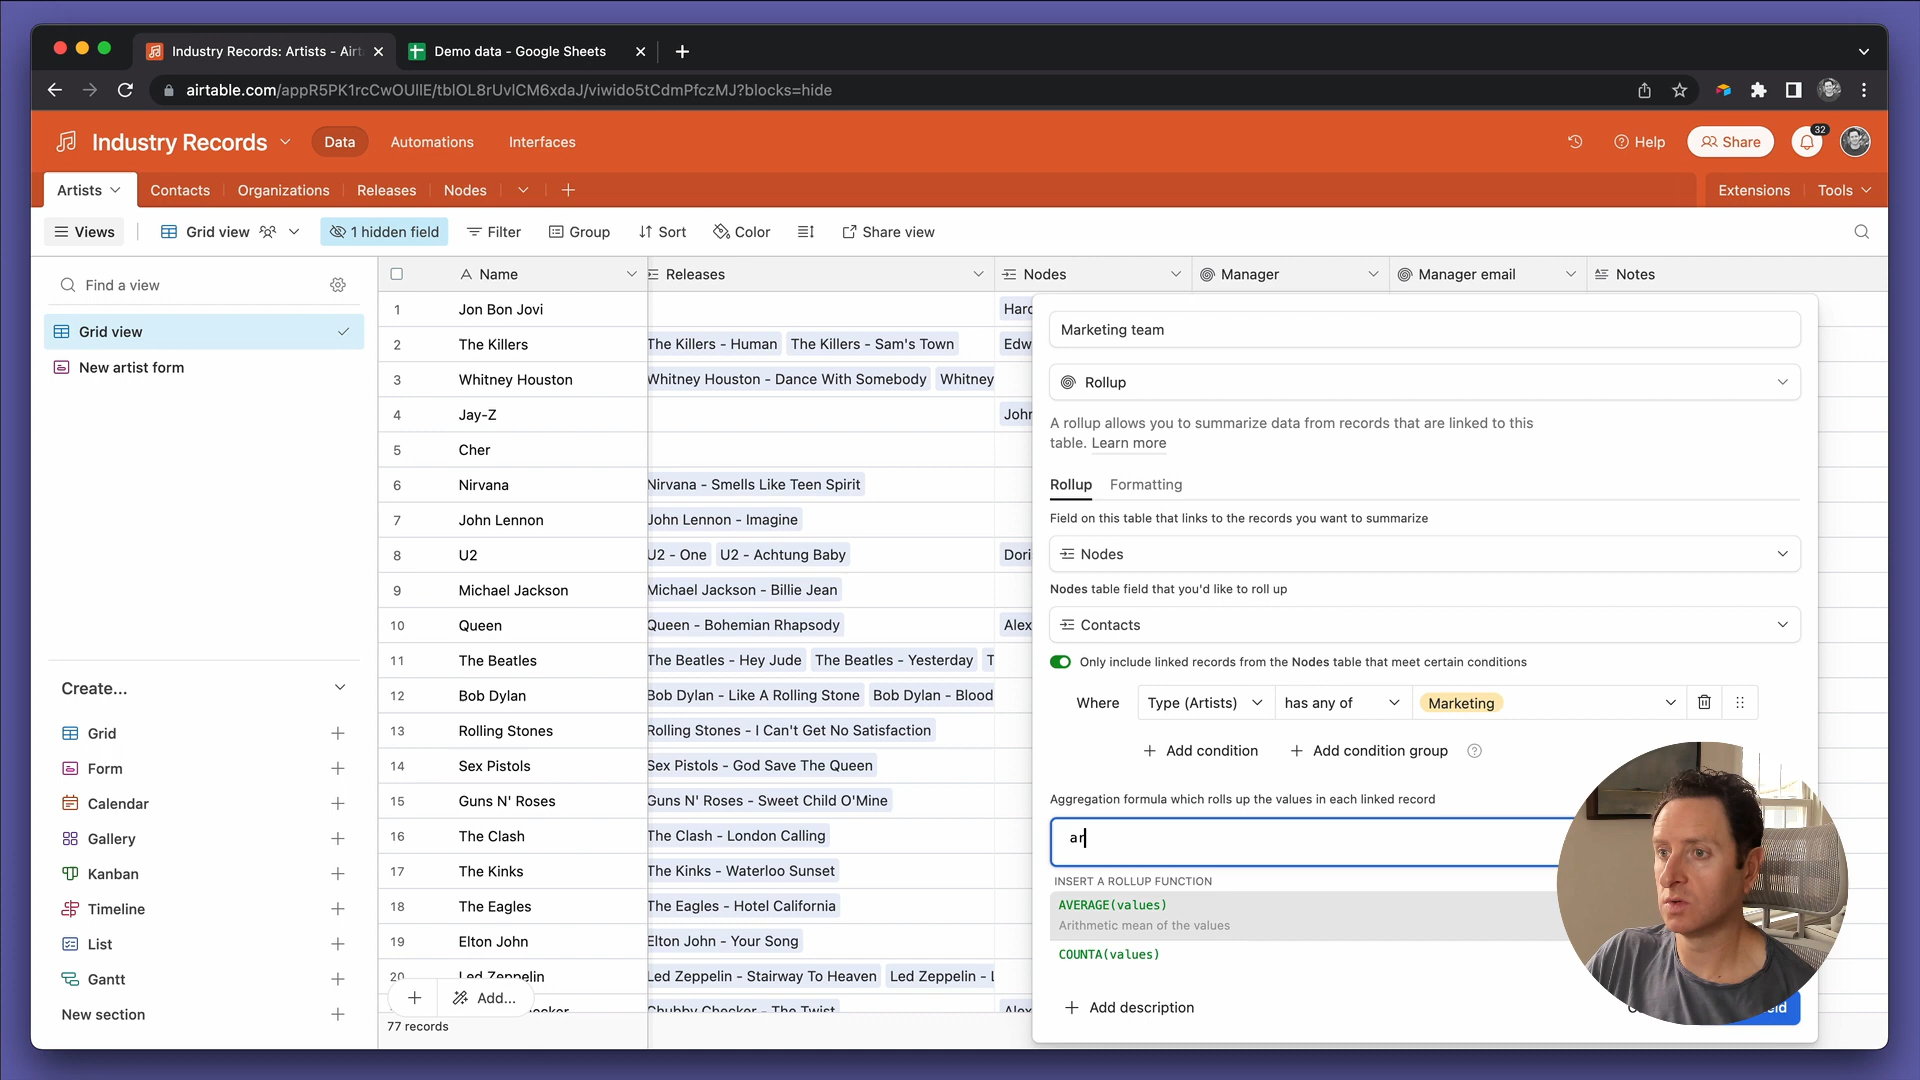 Industry Records: Artists - Airt
Demo data - Google Sheets
airtable.com/appR5PK1rcCwOUIlE/tblOL8rUvlCM6xdaJ/viwido5tCdmPfczMJ?blocks=hide
Industry Records
Data
Automations
Interfaces
Help
Share
32
Artists
Contacts
Organizations
Releases
Nodes
Extensions
Tools
Views
Grid view
1 hidden field
Filter
Group
Sort
Color
Share view
Find a view
Grid view
New artist form
Create...
Grid
Form
Calendar
Gallery
Kanban
Timeline
List
Gantt
New section
Name
Releases
Nodes
Manager
Manager email
Notes
1 Jon Bon Jovi Harc
2 The Killers The Killers - Human The Killers - Sam's Town Edw
3 Whitney Houston Whitney Houston - Dance With Somebody Whitney
4 Jay-Z John
5 Cher
6 Nirvana Nirvana - Smells Like Teen Spirit
7 John Lennon John Lennon - Imagine
8 U2 U2 - One U2 - Achtung Baby Dori
9 Michael Jackson Michael Jackson - Billie Jean
10 Queen Queen - Bohemian Rhapsody Alex
11 The Beatles The Beatles - Hey Jude The Beatles - Yesterday T
12 Bob Dylan Bob Dylan - Like A Rolling Stone Bob Dylan - Blood
13 Rolling Stones Rolling Stones - I Can't Get No Satisfaction
14 Sex Pistols Sex Pistols - God Save The Queen
15 Guns N' Roses Guns N' Roses - Sweet Child O'Mine
16 The Clash The Clash - London Calling
17 The Kinks The Kinks - Waterloo Sunset
18 The Eagles The Eagles - Hotel California
19 Elton John Elton John - Your Song
20 Led Zeppelin Led Zeppelin - Stairway To Heaven Led Zeppelin - L
Chubby Checker - The Twist Alex
Add...
77 records
Marketing team
Rollup
A rollup allows you to summarize data from records that are linked to this
table. Learn more
Rollup
Formatting
Field on this table that links to the records you want to summarize
Nodes
Nodes table field that you'd like to roll up
Contacts
Only include linked records from the Nodes table that meet certain conditions
Where Type (Artists) has any of Marketing
Add condition
Add condition group
Aggregation formula which rolls up the values in each linked record
ar
INSERT A ROLLUP FUNCTION
AVERAGE(values)
Arithmetic mean of the values
COUNTA(values)
Add description